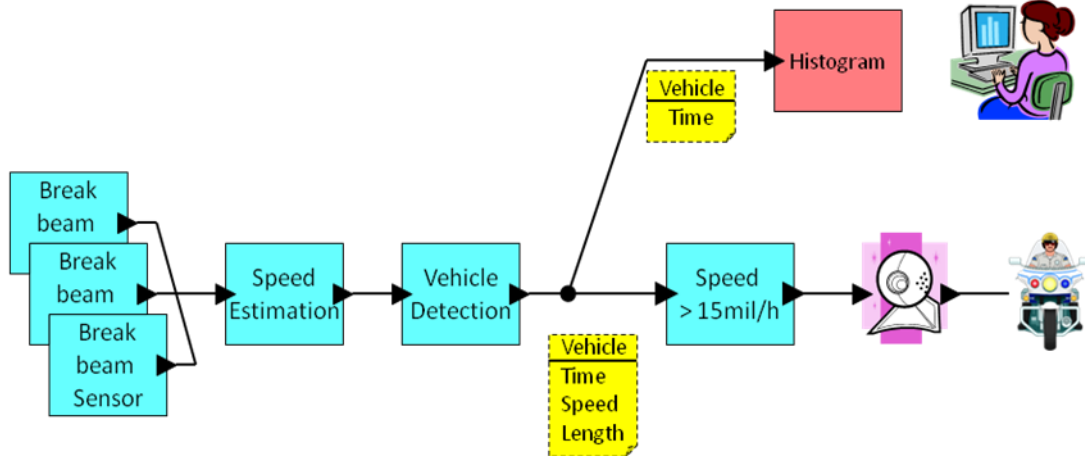 Histogram
Vehicle
Time
Break
beam
Break
beam
Break
beam
Sensor
Speed
Estimation
Vehicle
Detection
Speed
> 15mil/h
Vehicle
Time
Speed
Length